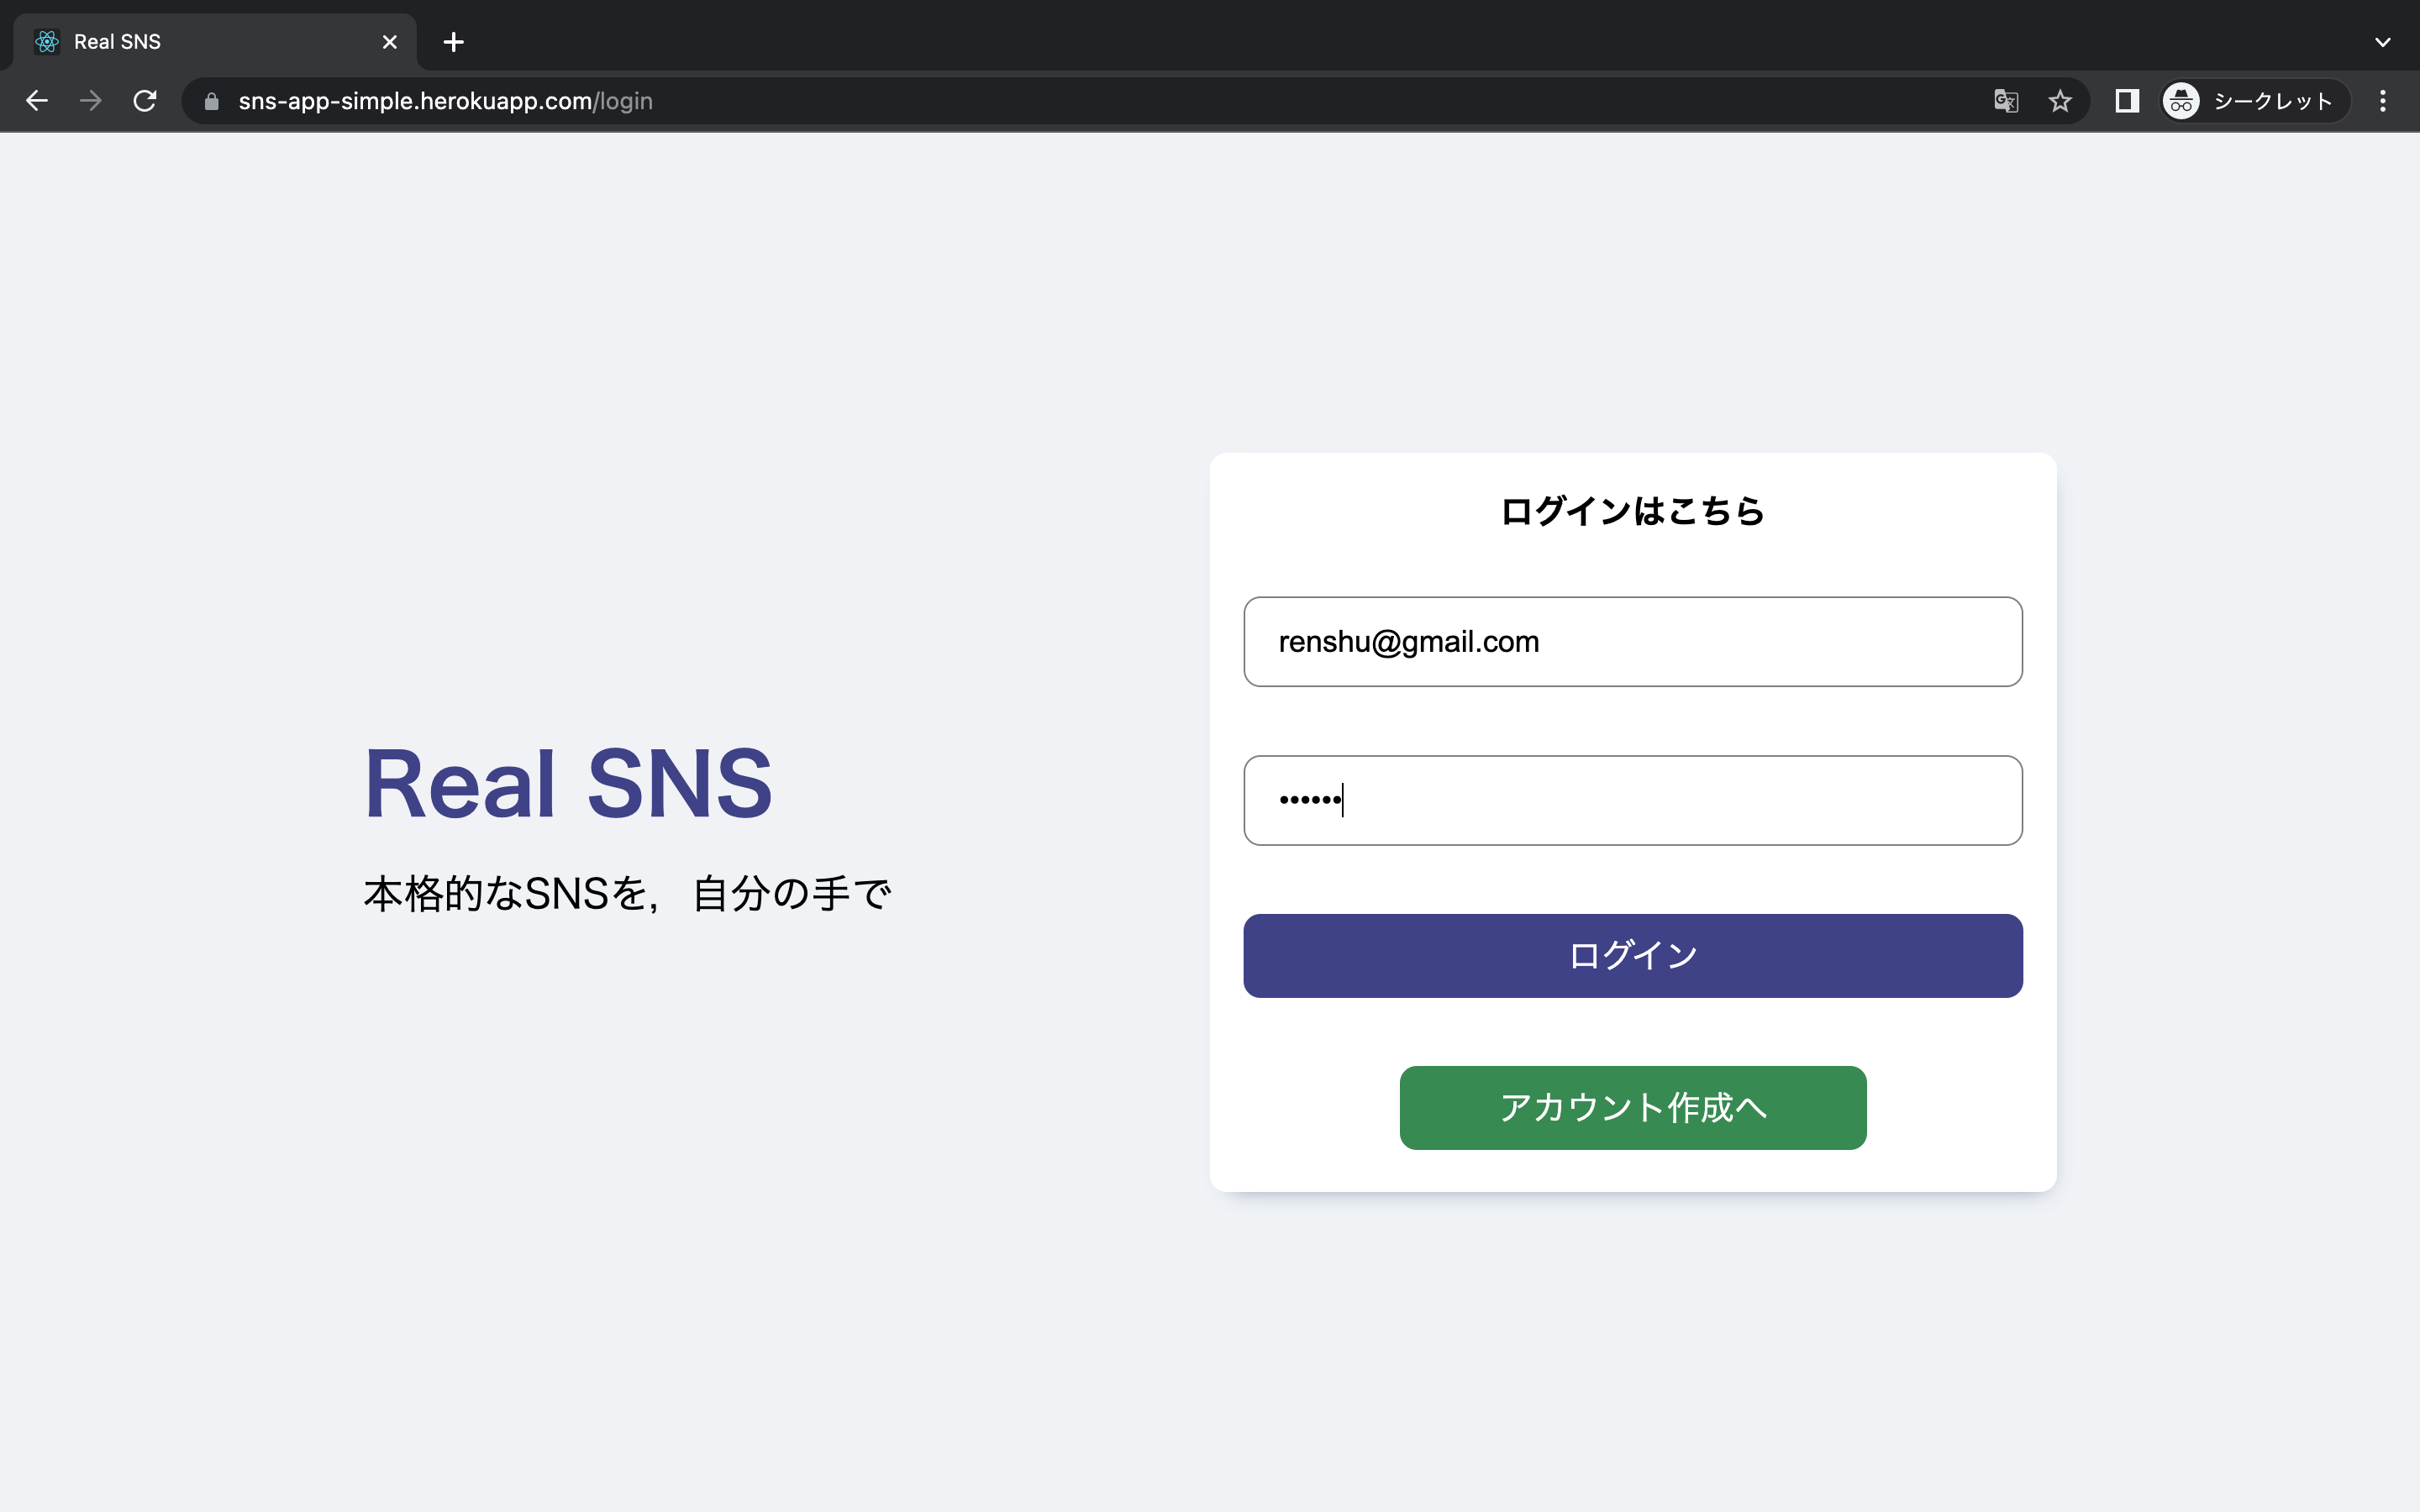 Real SNS
sns-app-simple.herokuapp.com/login
シークレット
ログインはこちら
renshu@gmail.com
••••••
Real SNS
本格的なSNSを，自分の手で
ログイン
アカウント作成へ